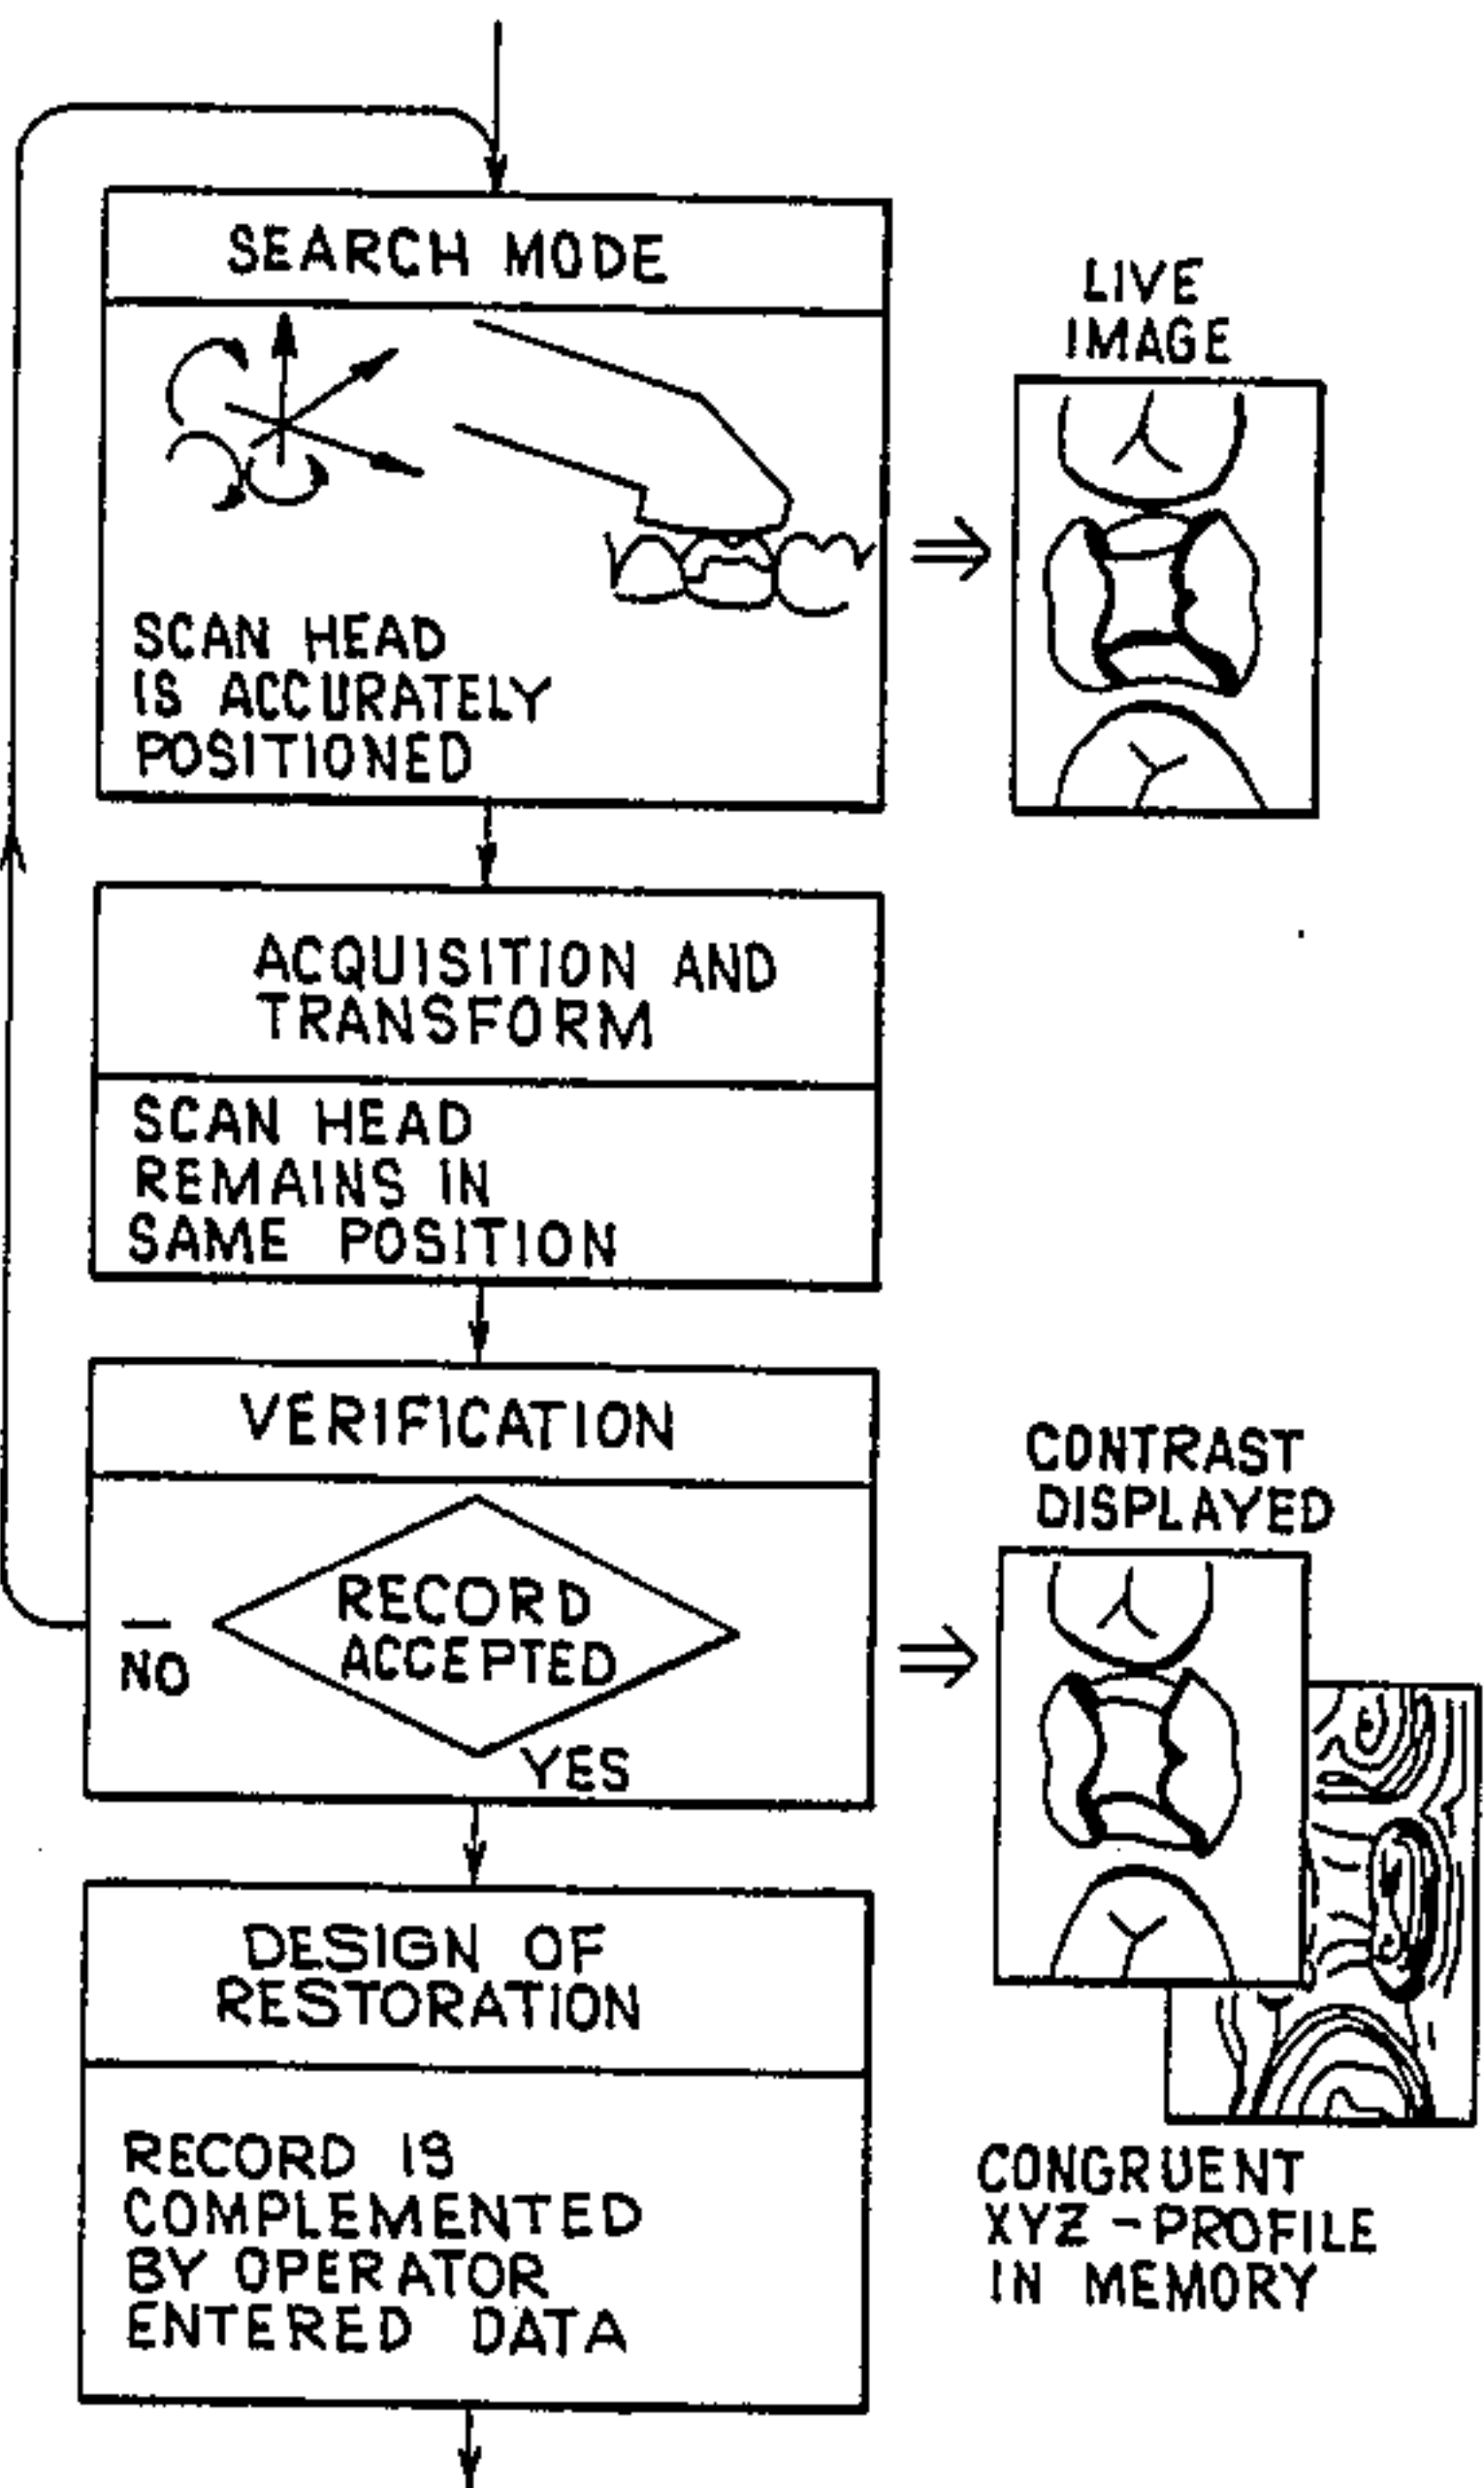 SEARCH MODE
LIVE
IMAGE
SCAN HEAD
IS ACCURATELY
POSITIONED
ACQUISITION AND
TRANSFORM
SCAN HEAD
REMAINS IN
SAME POSITION
VERIFICATION
RECORD
ACCEPTED
NO
YES
CONTRAST
DISPLAYED
DESIGN OF
RESTORATION
RECORD IS
COMPLEMENTED
BY OPERATOR
ENTERED DATA
CONGRUENT
XYZ-PROFILE
IN MEMORY